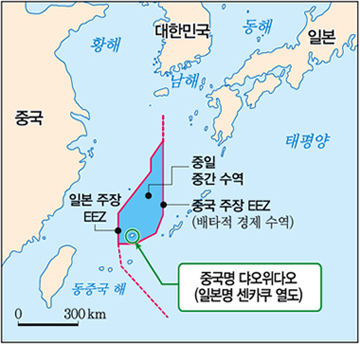 대한민국
동해
일본
황해
남해
중국
태평양
중일
중간 수역
일본 주장
EEZ
중국 주장 EEZ
(배타적 경제 수역)
중국명 댜오위다오
(일본명 센카쿠 열도)
동중국 해
0 300 km